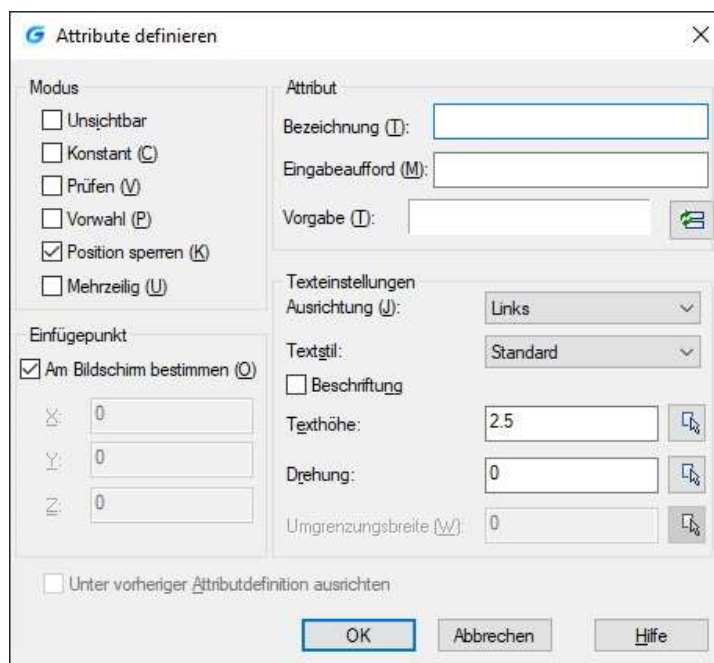 Attribute definieren
Modus
Unsichtbar
Konstant (C)
Prüfen (V)
Vorwahl (P)
Position sperren (K)
Mehrzeilig (U)
Einfügepunkt
Am Bildschirm bestimmen (O)
X: 0
Y: 0
Z: 0
Attribut
Bezeichnung (T):
Eingabeaufford (M):
Vorgabe (T):
Texteinstellungen
Ausrichtung (J): Links
Textstil: Standard
Beschriftung
Texthöhe: 2.5
Drehung: 0
Umgrenzungsbreite (W): 0
Unter vorheriger Attributdefinition ausrichten
OK Abbrechen Hilfe